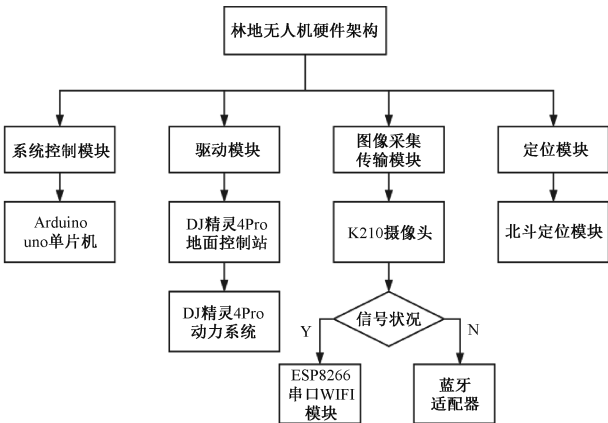 林地无人机硬件架构
系统控制模块
驱动模块
图像采集
传输模块
定位模块
Arduino
uno单片机
DJ精灵4Pro
地面控制站
K210摄像头
北斗定位模块
DJ精灵4Pro
动力系统
信号状况
Y
N
ESP8266
串口WIFI
模块
蓝牙
适配器